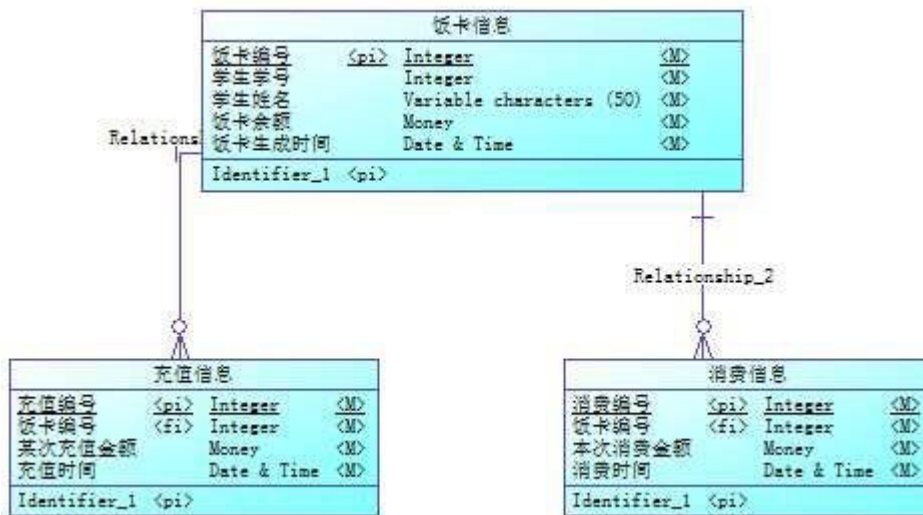 饭卡信息
饭卡编号 <pi> Integer <M>
学生学号 Integer <M>
学生姓名 Variable characters (50) <M>
饭卡余额 Money <M>
饭卡生成时间 Date & Time <M>
Identifier_1 <pi>
Relations
Relationship_2
充值信息
充值编号 <pi> Integer <M>
饭卡编号 <fi> Integer <M>
某次充值金额 Money <M>
充值时间 Date & Time <M>
Identifier_1 <pi>
消费信息
消费编号 <pi> Integer <M>
饭卡编号 <fi> Integer <M>
本次消费金额 Money <M>
消费时间 Date & Time <M>
Identifier_1 <pi>